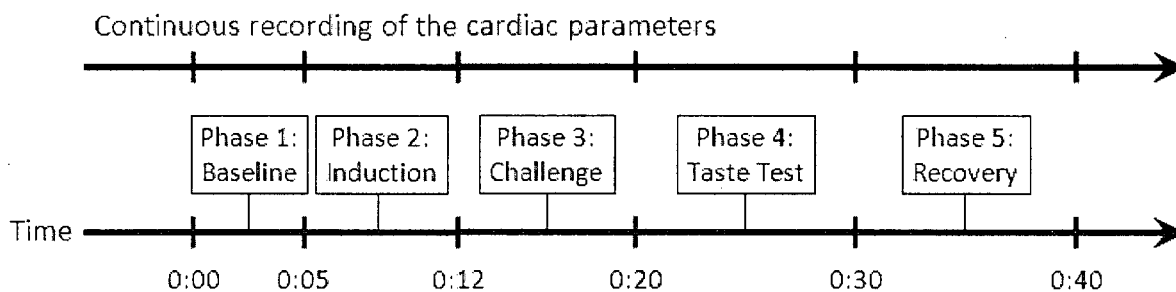 Continuous recording of the cardiac parameters
Phase 1:
Baseline
Phase 2:
Induction
Phase 3:
Challenge
Phase 4:
Taste Test
Phase 5:
Recovery
Time
0:00
0:05
0:12
0:20
0:30
0:40